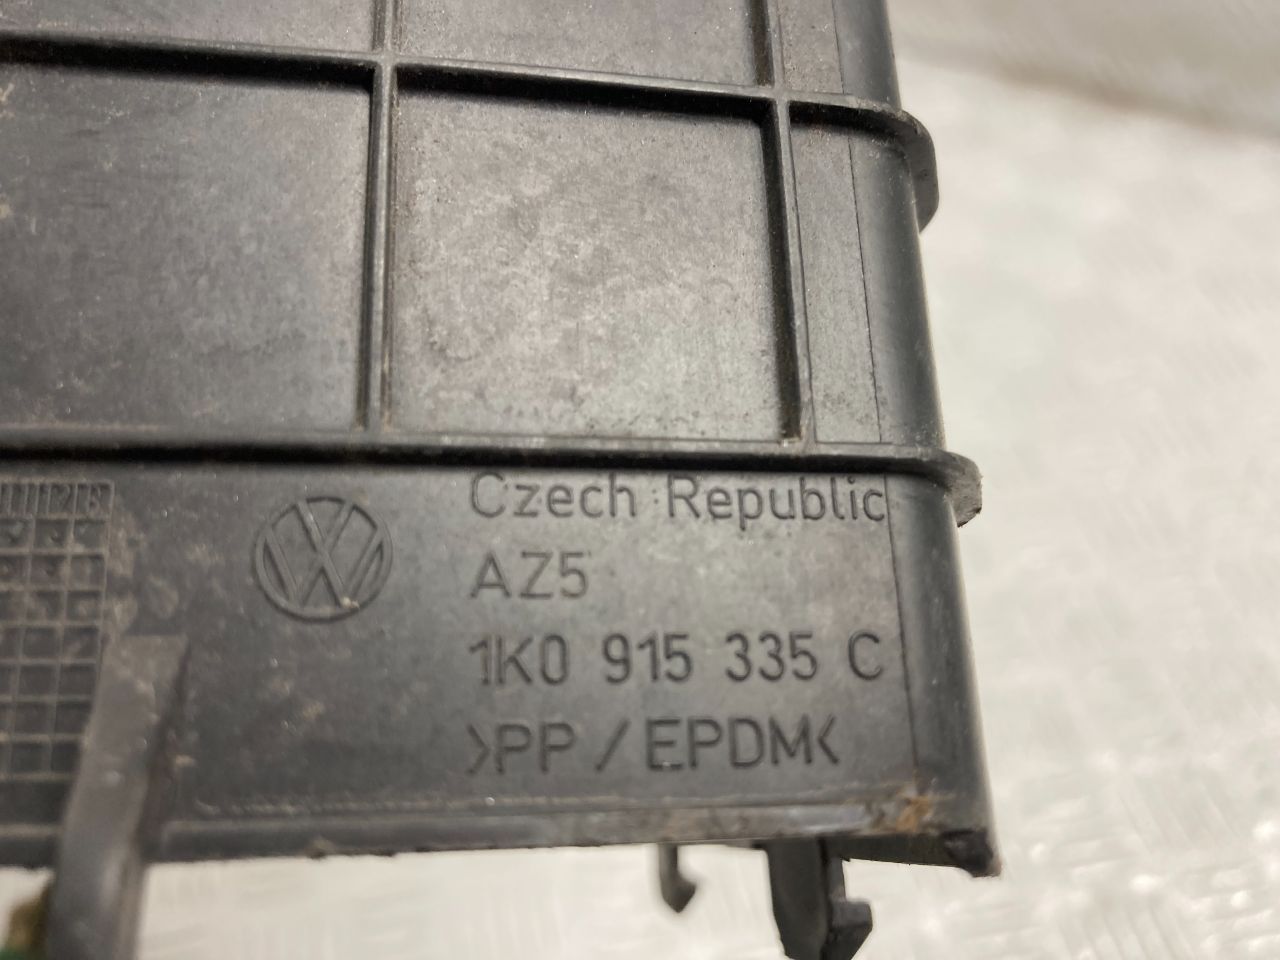 Czech Republic
AZ5
1K0 915 335 C
>PP/EPDM<